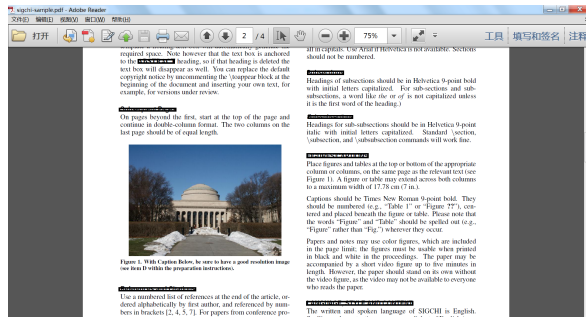 sigchi-sample.pdf - Adobe Reader
文件(F) 编辑(E) 视图(V) 窗口(W) 帮助(H)
打开 2 / 4 75% 工具 填写和签名 注释
required space. Note however that the text box is anchored
to the heading, so if that heading is deleted the
text box will disappear as well. You can replace the default
copyright notice by uncommenting the \toappear block at the
beginning of the document and inserting your own text, for
example, for versions under review.
On pages beyond the first, start at the top of the page and
continue in double-column format. The two columns on the
last page should be of equal length.
Figure 1. With Caption Below, be sure to have a good resolution image
(see item D within the preparation instructions).
Use a numbered list of references at the end of the article, or-
dered alphabetically by first author, and referenced by num-
bers in brackets [2, 4, 5, 7]. For papers from conference pro-
all in capitals. Use Arial if Helvetica is not available. Sections
should not be numbered.
Headings of subsections should be in Helvetica 9-point bold
with initial letters capitalized. For sub-sections and sub-
subsections, a word like the or of is not capitalized unless
it is the first word of the heading.)
Headings for sub-subsections should be in Helvetica 9-point
italic with initial letters capitalized. Standard \section,
\subsection, and \subsubsection commands will work fine.
Place figures and tables at the top or bottom of the appropriate
column or columns, on the same page as the relevant text (see
Figure 1). A figure or table may extend across both columns
to a maximum width of 17.78 cm (7 in.).
Captions should be Times New Roman 9-point bold. They
should be numbered (e.g., “Table 1” or “Figure ??”), cen-
tered and placed beneath the figure or table. Please note that
the words “Figure” and “Table” should be spelled out (e.g.,
“Figure” rather than “Fig.”) wherever they occur.
Papers and notes may use color figures, which are included
in the page limit; the figures must be usable when printed
in black and white in the proceedings. The paper may be
accompanied by a short video figure up to five minutes in
length. However, the paper should stand on its own without
the video figure, as the video may not be available to everyone
who reads the paper.
The written and spoken language of SIGCHI is English.